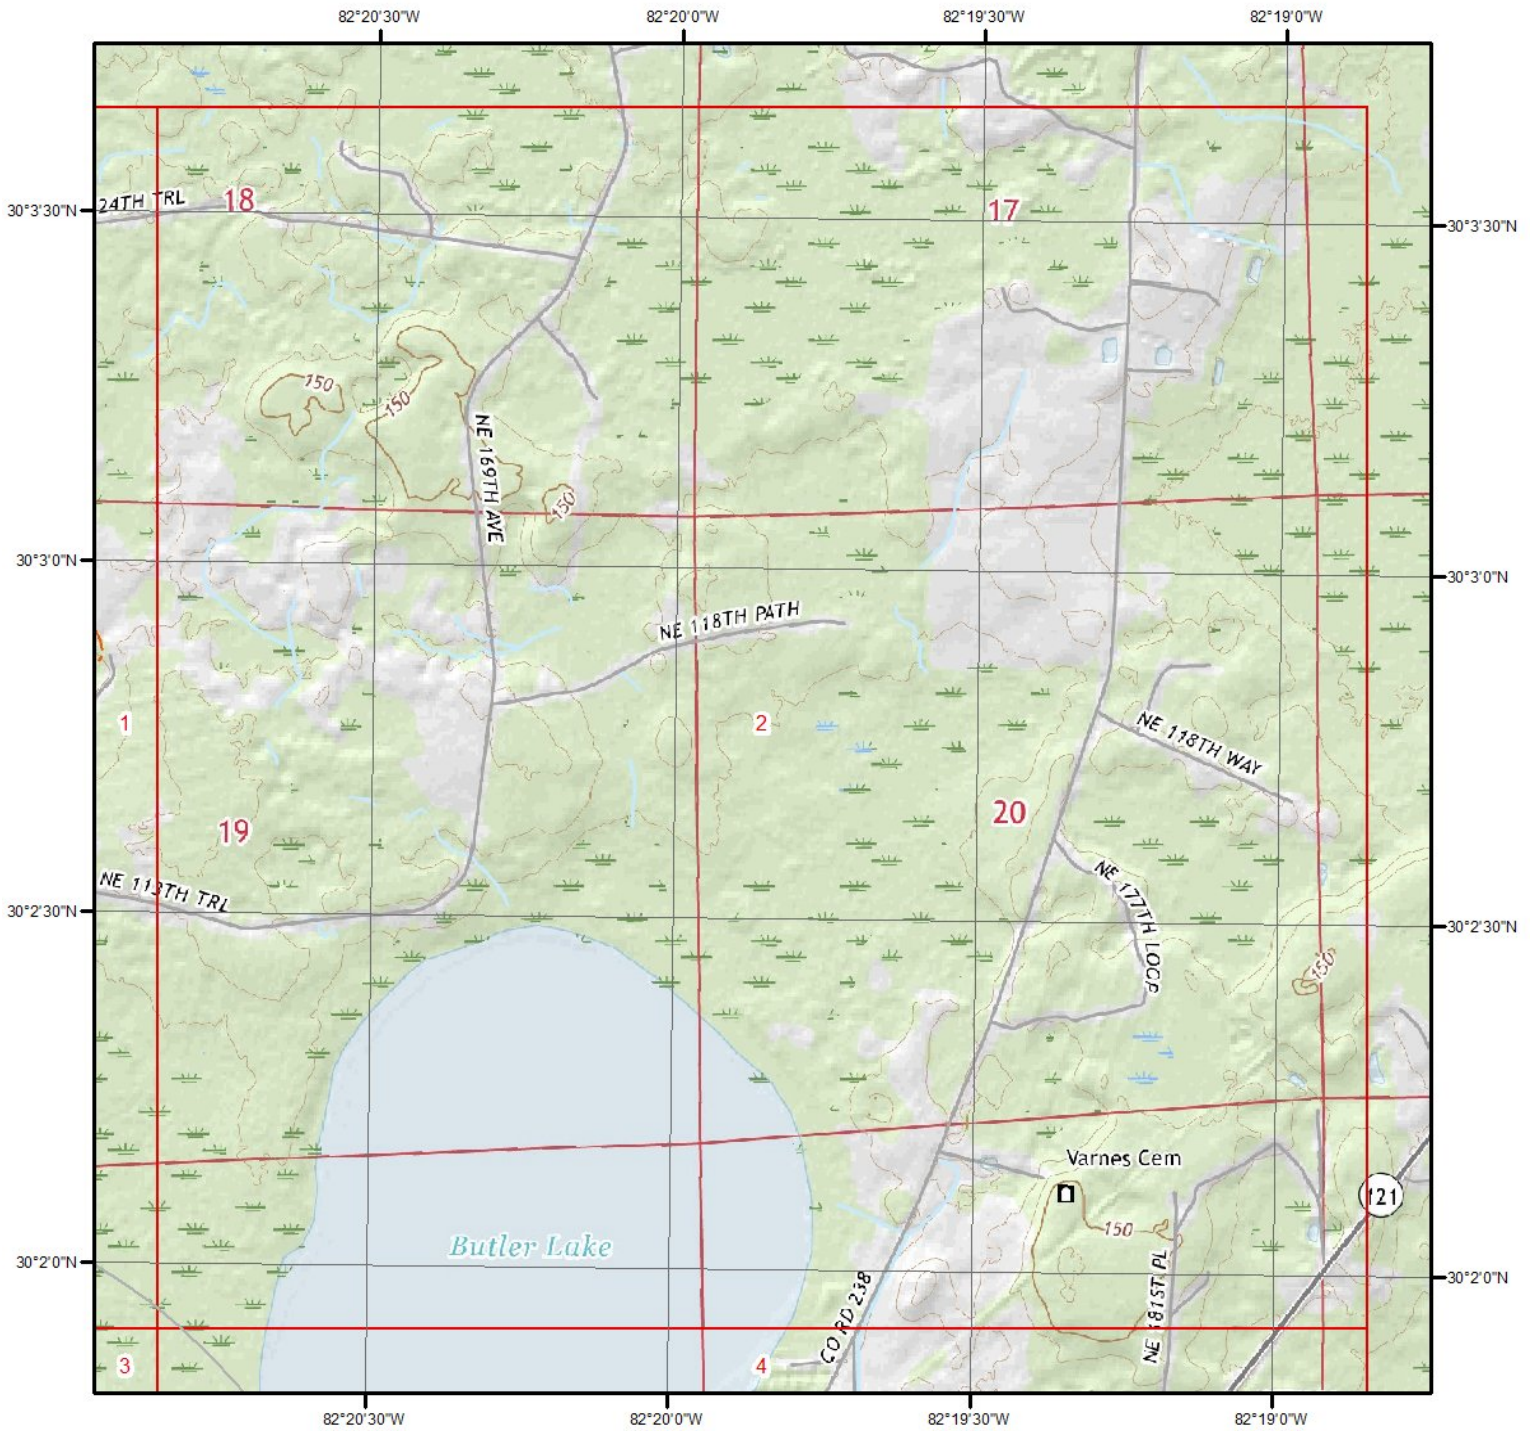 82°20'30"W 82°20'0"W 82°19'30"W 82°19'0"W
24TH TRL
18
17
30°3'30"N
30°3'30"N
150
150
NE 169TH AVE
150
30°3'0"N
30°3'0"N
NE 118TH PATH
1
2
NE 118TH WAY
19
20
NE 113TH TRL
NE 177TH LOOP
30°2'30"N
30°2'30"N
150
Varnes Cem
121
150
Butler Lake
30°2'0"N
30°2'0"N
CO RD 238
NE 181ST PL
3
4
82°20'30"W 82°20'0"W 82°19'30"W 82°19'0"W